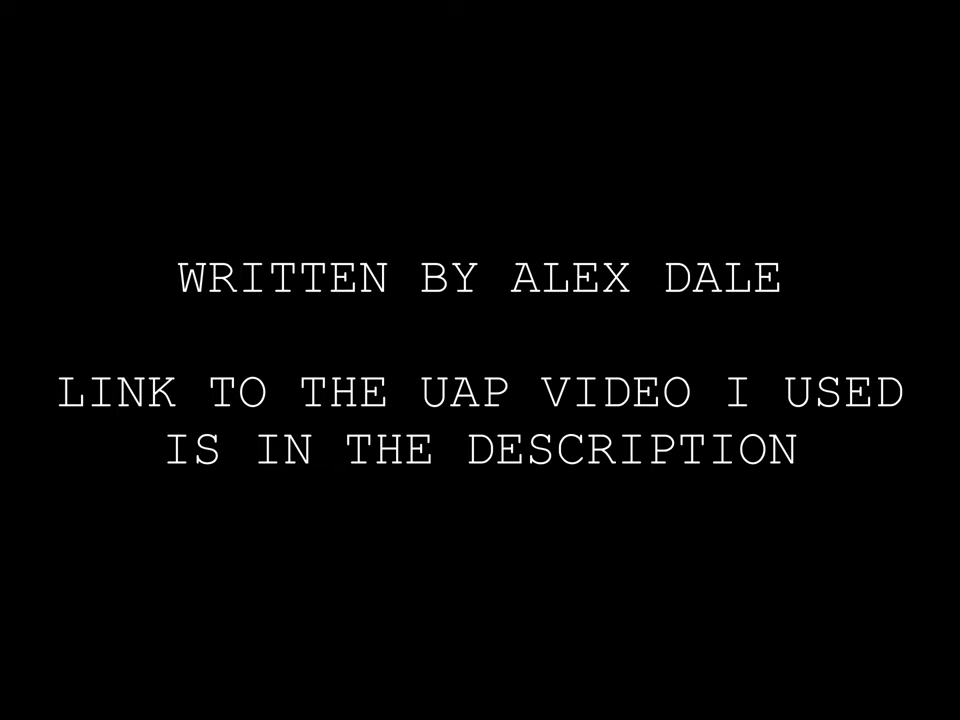 WRITTEN BY ALEX DALE
LINK TO THE UAP VIDEO I USED
IS IN THE DESCRIPTION